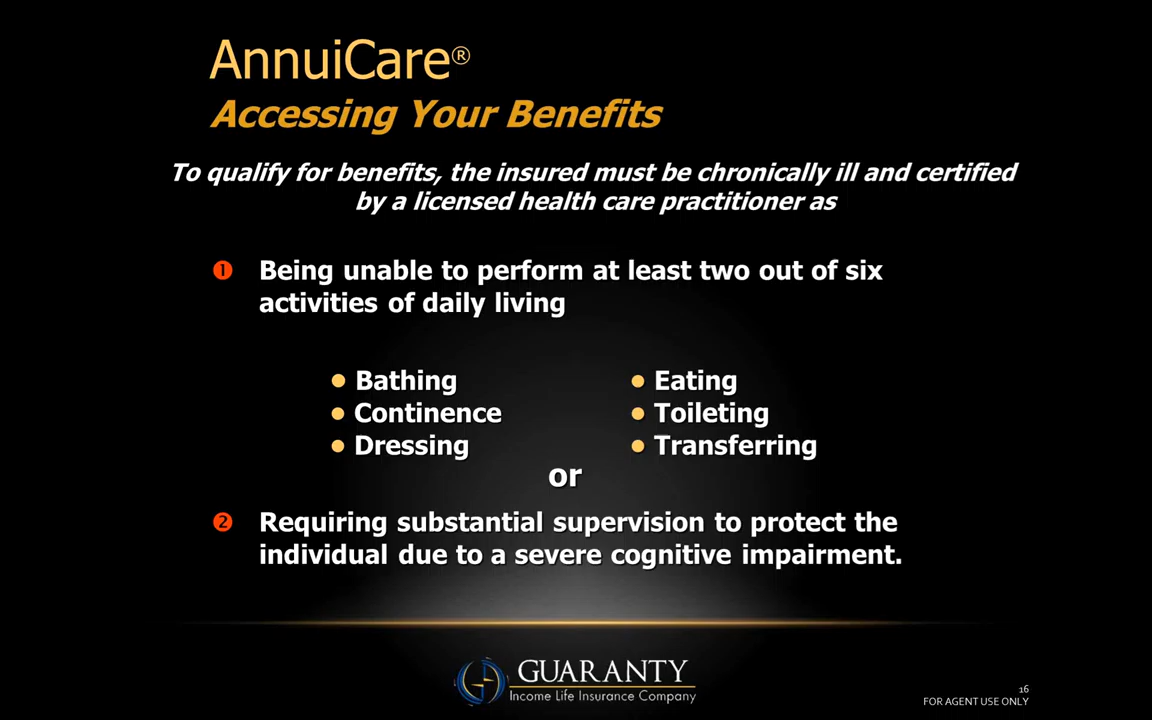 AnnuiCare®
Accessing Your Benefits
To qualify for benefits, the insured must be chronically ill and certified
by a licensed health care practitioner as
❶ Being unable to perform at least two out of six
activities of daily living
● Bathing
● Continence
● Dressing
● Eating
● Toileting
● Transferring
or
❷ Requiring substantial supervision to protect the
individual due to a severe cognitive impairment.
GUARANTY
Income Life Insurance Company
16
FOR AGENT USE ONLY